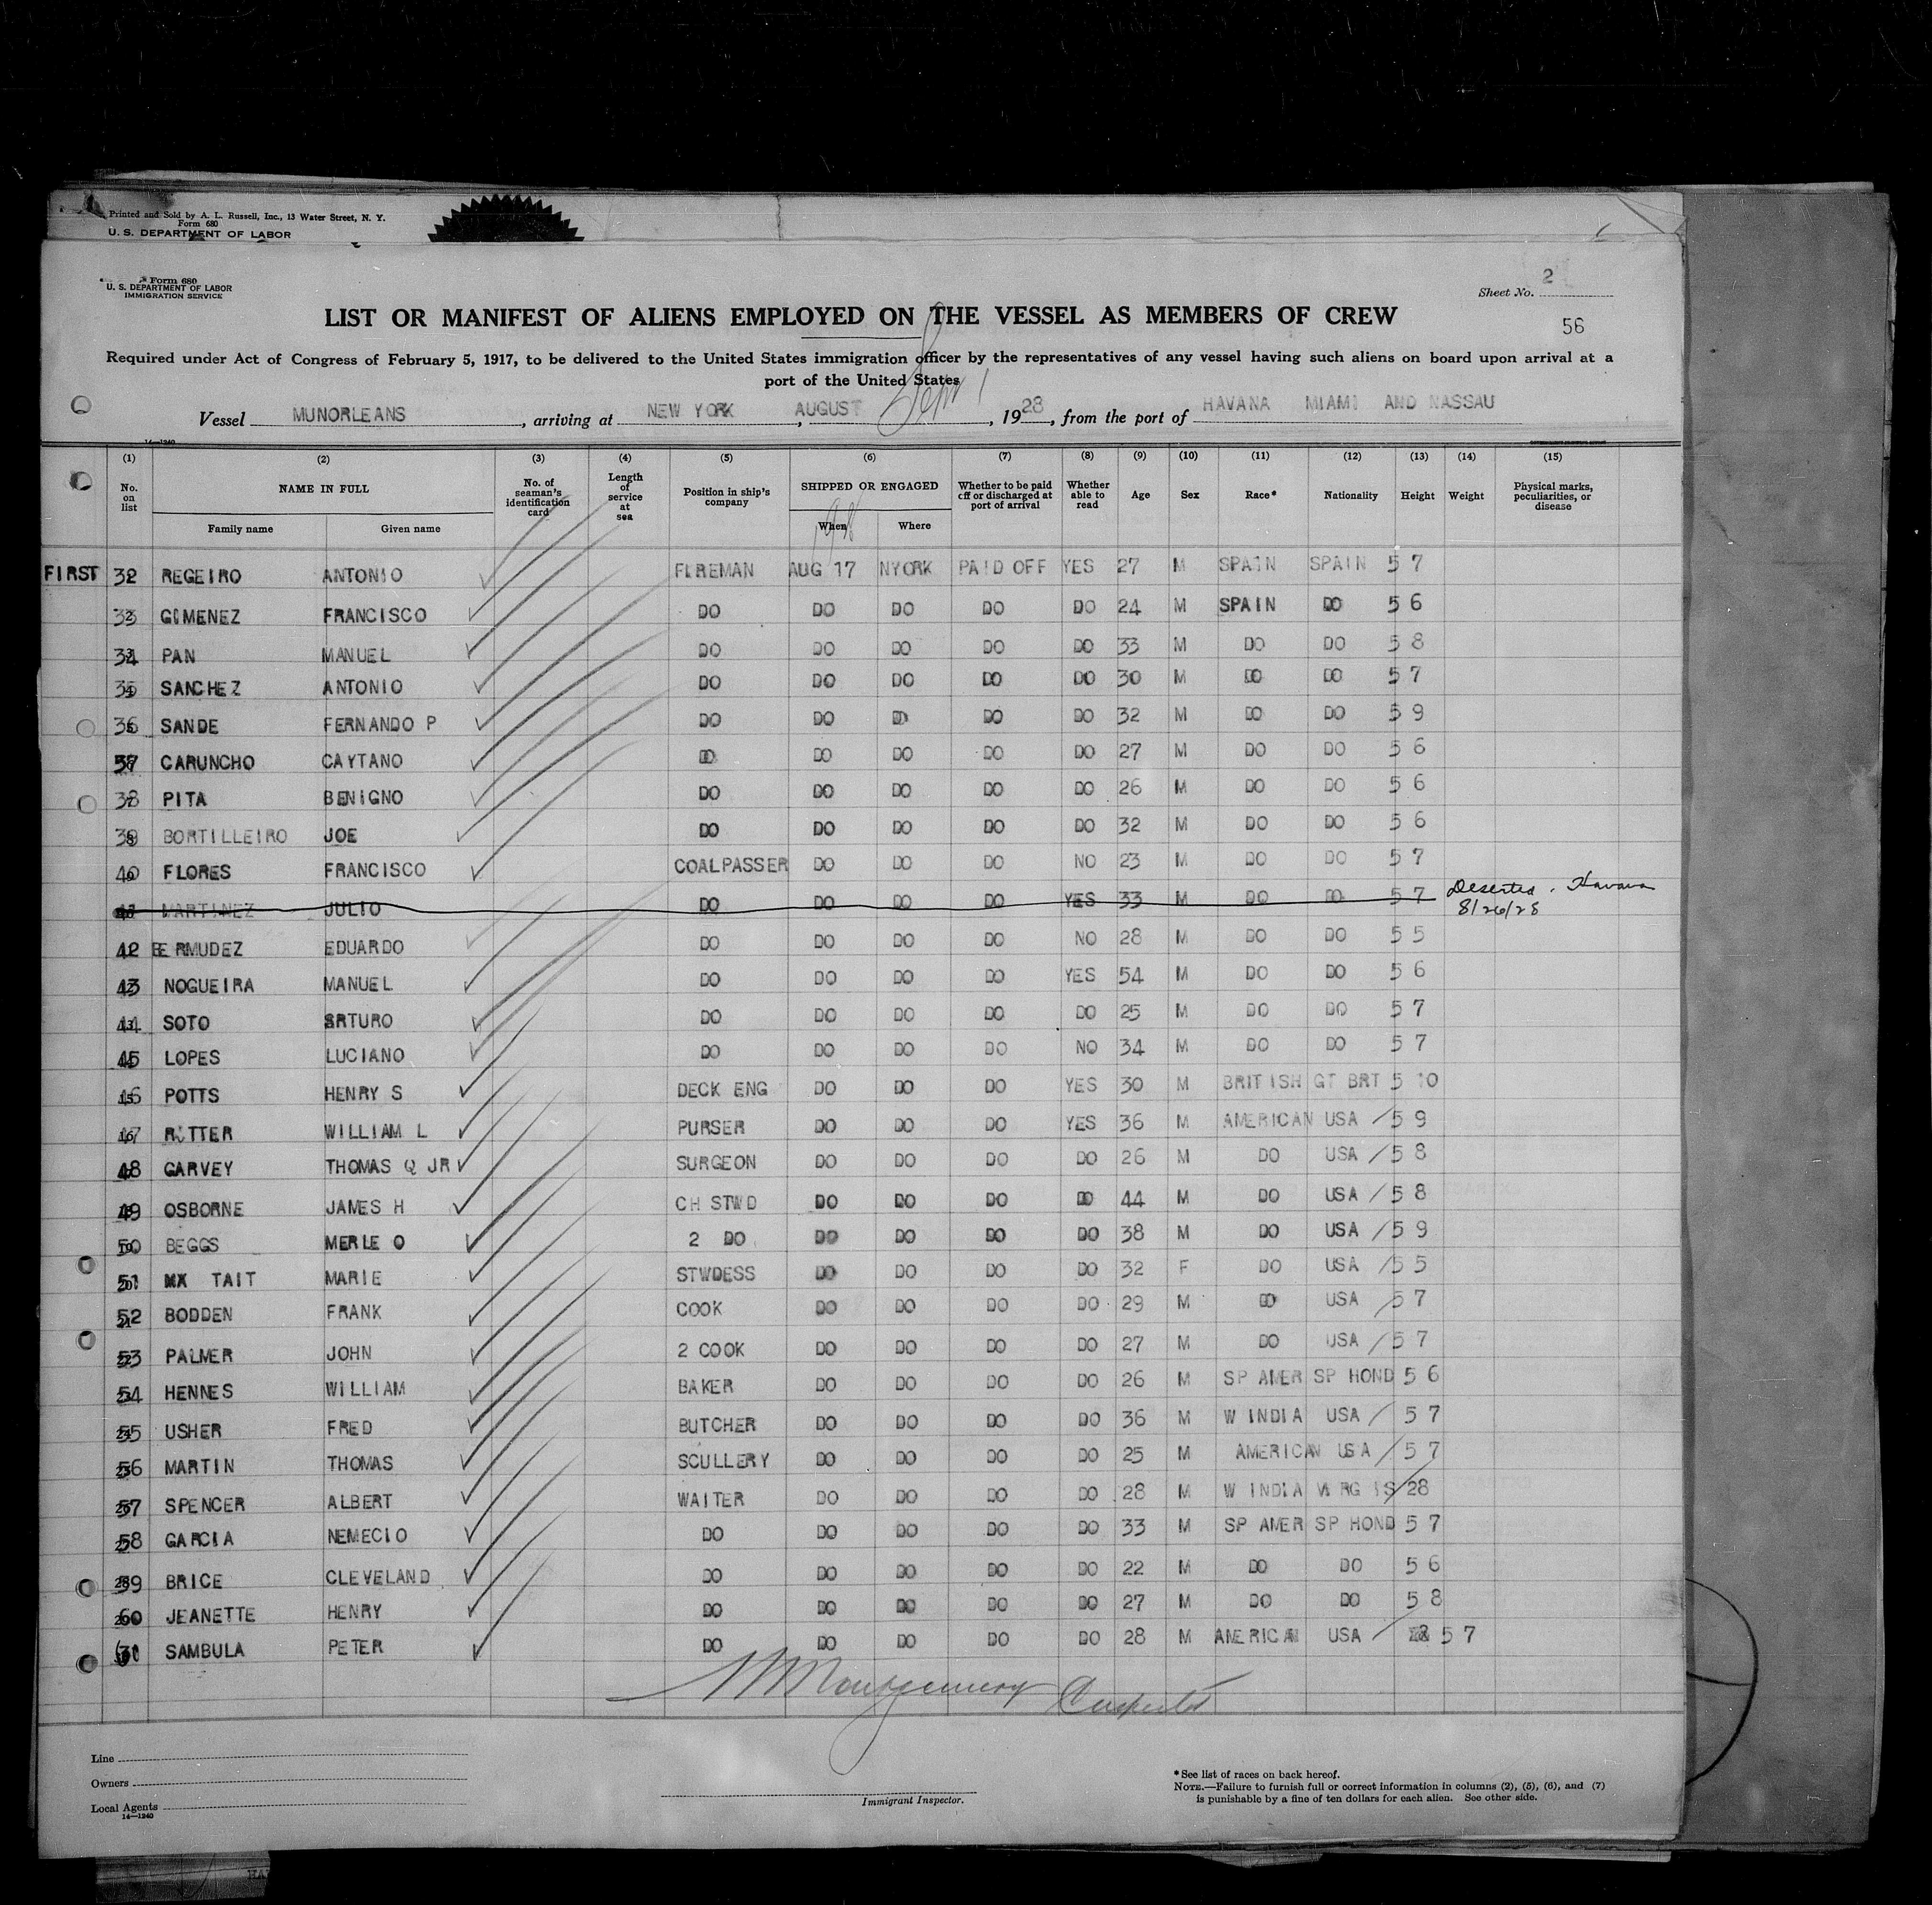 Printed and Sold by A. L. Russell, Inc., 13 Water Street, N. Y.
Form 680
U. S. DEPARTMENT OF LABOR
Form 680
U. S. DEPARTMENT OF LABOR
IMMIGRATION SERVICE
Sheet No. 2
LIST OR MANIFEST OF ALIENS EMPLOYED ON THE VESSEL AS MEMBERS OF CREW
56
Required under Act of Congress of February 5, 1917, to be delivered to the United States immigration officer by the representatives of any vessel having such aliens on board upon arrival at a
port of the United States
Vessel MUNORLEANS, arriving at NEW YORK, AUGUST Sept 1, 1928, from the port of HAVANA MIAMI AND NASSAU
(1) (2) (3) (4) (5) (6) (7) (8) (9) (10) (11) (12) (13) (14) (15)
No. on list NAME IN FULL Family name Given name No. of seaman's identification card Length of service at sea Position in ship's company SHIPPED OR ENGAGED When Where Whether to be paid off or discharged at port of arrival Whether able to read Age Sex Race* Nationality Height Weight Physical marks, peculiarities, or disease
FIRST 32 REGEIRO ANTONIO FIREMAN AUG 17 NYORK PAID OFF YES 27 M SPAIN SPAIN 5 7
33 GIMENEZ FRANCISCO DO DO DO DO DO 24 M SPAIN DO 5 6
34 PAN MANUEL DO DO DO DO DO 33 M DO DO 5 8
35 SANCHEZ ANTONIO DO DO DO DO DO 30 M DO DO 5 7
36 SANDE FERNANDO P DO DO DO DO DO 32 M DO DO 5 9
37 CARUNCHO CAYTANO DO DO DO DO DO 27 M DO DO 5 6
38 PITA BENIGNO DO DO DO DO DO 26 M DO DO 5 6
39 BORTILLEIRO JOE DO DO DO DO DO 32 M DO DO 5 6
40 FLORES FRANCISCO COALPASSER DO DO DO NO 23 M DO DO 5 7
41 MARTINEZ JULIO DO DO DO DO YES 33 M DO DO 5 7 Deserted. Havana
8/26/28
42 BERMUDEZ EDUARDO DO DO DO DO NO 28 M DO DO 5 5
43 NOGUEIRA MANUEL DO DO DO DO YES 54 M DO DO 5 6
44 SOTO ARTURO DO DO DO DO DO 25 M DO DO 5 7
45 LOPES LUCIANO DO DO DO DO NO 34 M DO DO 5 7
46 POTTS HENRY S DECK ENG DO DO DO YES 30 M BRITISH GT BRT 5 10
47 RUTTER WILLIAM L PURSER DO DO DO YES 36 M AMERICAN USA 5 9
48 GARVEY THOMAS Q JR SURGEON DO DO DO DO 26 M DO USA 5 8
49 OSBORNE JAMES H CH STWD DO DO DO DO 44 M DO USA 5 8
50 BEGGS MERLE O 2 DO DO DO DO DO 38 M DO USA 5 9
51 MX TAIT MARIE STWDESS DO DO DO DO 32 F DO USA 5 5
52 BODDEN FRANK COOK DO DO DO DO 29 M DO USA 5 7
53 PALMER JOHN 2 COOK DO DO DO DO 27 M DO USA 5 7
54 HENNES WILLIAM BAKER DO DO DO DO 26 M SP AMER SP HOND 5 6
55 USHER FRED BUTCHER DO DO DO DO 36 M W INDIA USA 5 7
56 MARTIN THOMAS SCULLERY DO DO DO DO 25 M AMERICAN USA 5 7
57 SPENCER ALBERT WAITER DO DO DO DO 28 M W INDIA VIRG IS 28
58 GARCIA NEMECIO DO DO DO DO DO 33 M SP AMER SP HOND 5 7
59 BRICE CLEVELAND DO DO DO DO DO 22 M DO DO 5 6
60 JEANETTE HENRY DO DO DO DO DO 27 M DO DO 5 8
61 SAMBULA PETER DO DO DO DO DO 28 M AMERICAN USA 5 7
Montgomery
Line
Owners
Local Agents
14—1240
Immigrant Inspector.
*See list of races on back hereof.
NOTE.—Failure to furnish full or correct information in columns (2), (5), (6), and (7)
is punishable by a fine of ten dollars for each alien. See other side.